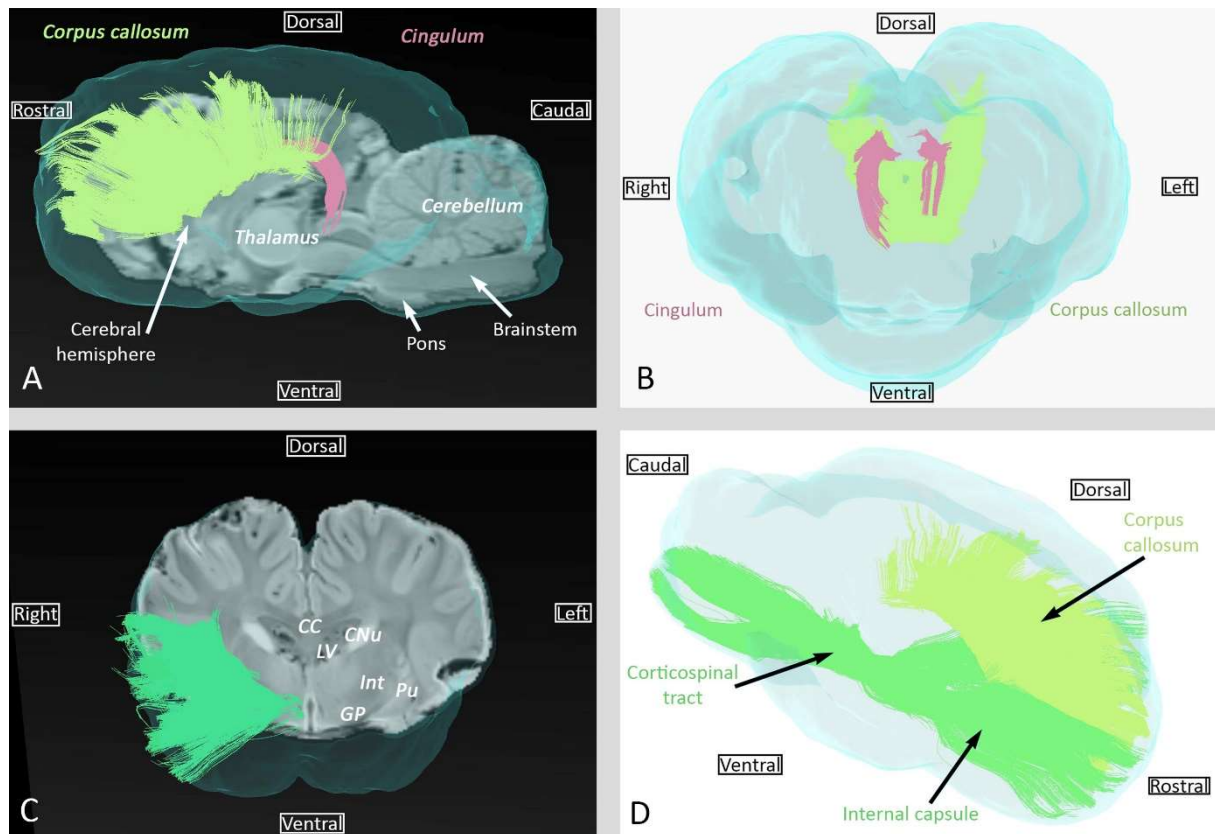 Dorsal
Corpus callosum
Cingulum
Rostral
Caudal
Cerebellum
Thalamus
Cerebral
hemisphere
Pons
Brainstem
A
Ventral
Dorsal
Right
Left
Cingulum
Corpus callosum
B
Ventral
Dorsal
Right
Left
CC
CNu
LV
Int
Pu
GP
C
Ventral
Caudal
Dorsal
Corpus
callosum
Corticospinal
tract
Ventral
Rostral
Internal capsule
D